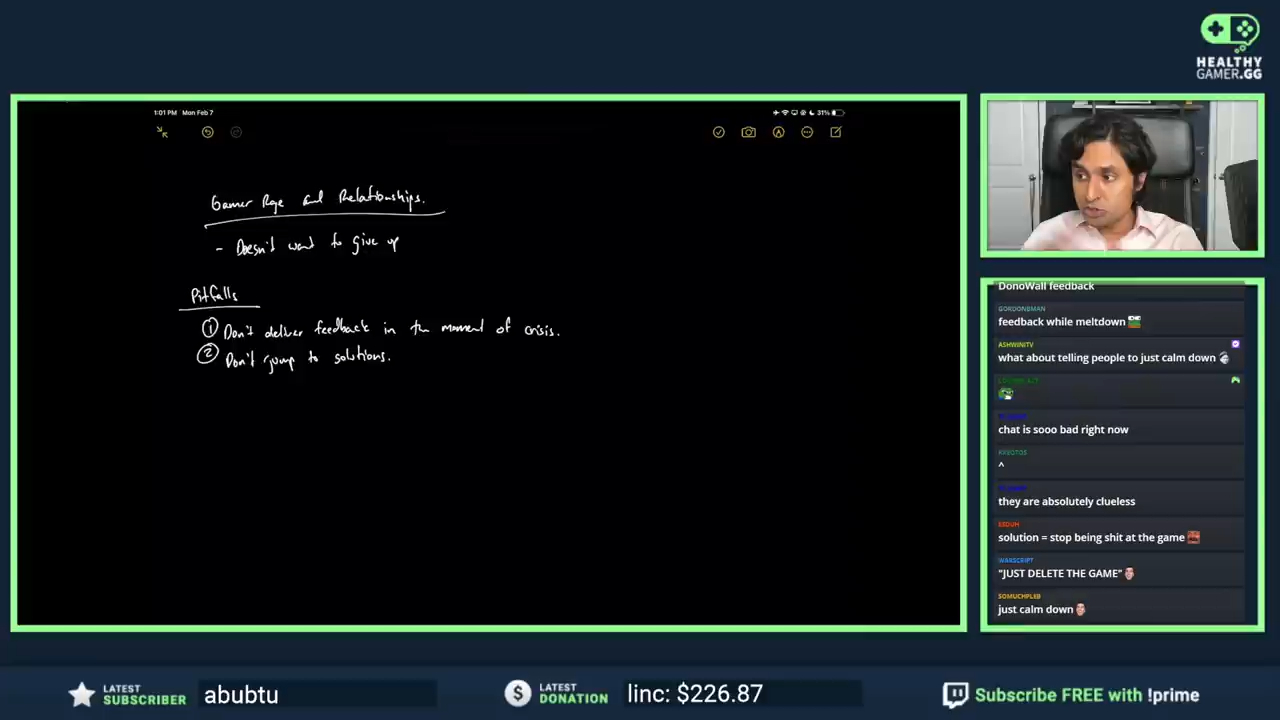 HEALTHY
GAMER.GG
1:01 PM Mon Feb 7
31%
Gamer Rage and Relationships.
- Doesn't want to give up
Pitfalls
① Don't deliver feedback in the moment of crisis.
② Don't jump to solutions.
DonoWall feedback
GORDONBMAN
feedback while meltdown
ASHWINITV
what about telling people to just calm down
chat is sooo bad right now
KREOTOS
^
they are absolutely clueless
EEDUH
solution = stop being shit at the game
WARSCRIPT
"JUST DELETE THE GAME"
SOMUCHPLEB
just calm down
LATEST SUBSCRIBER abubtu
LATEST DONATION linc: $226.87
Subscribe FREE with !prime